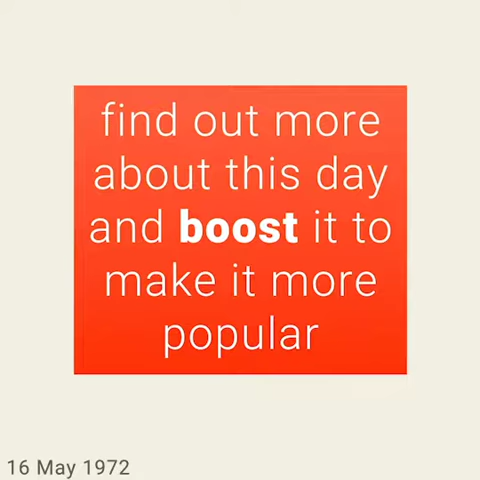 find out more
about this day
and boost it to
make it more
popular
16 May 1972